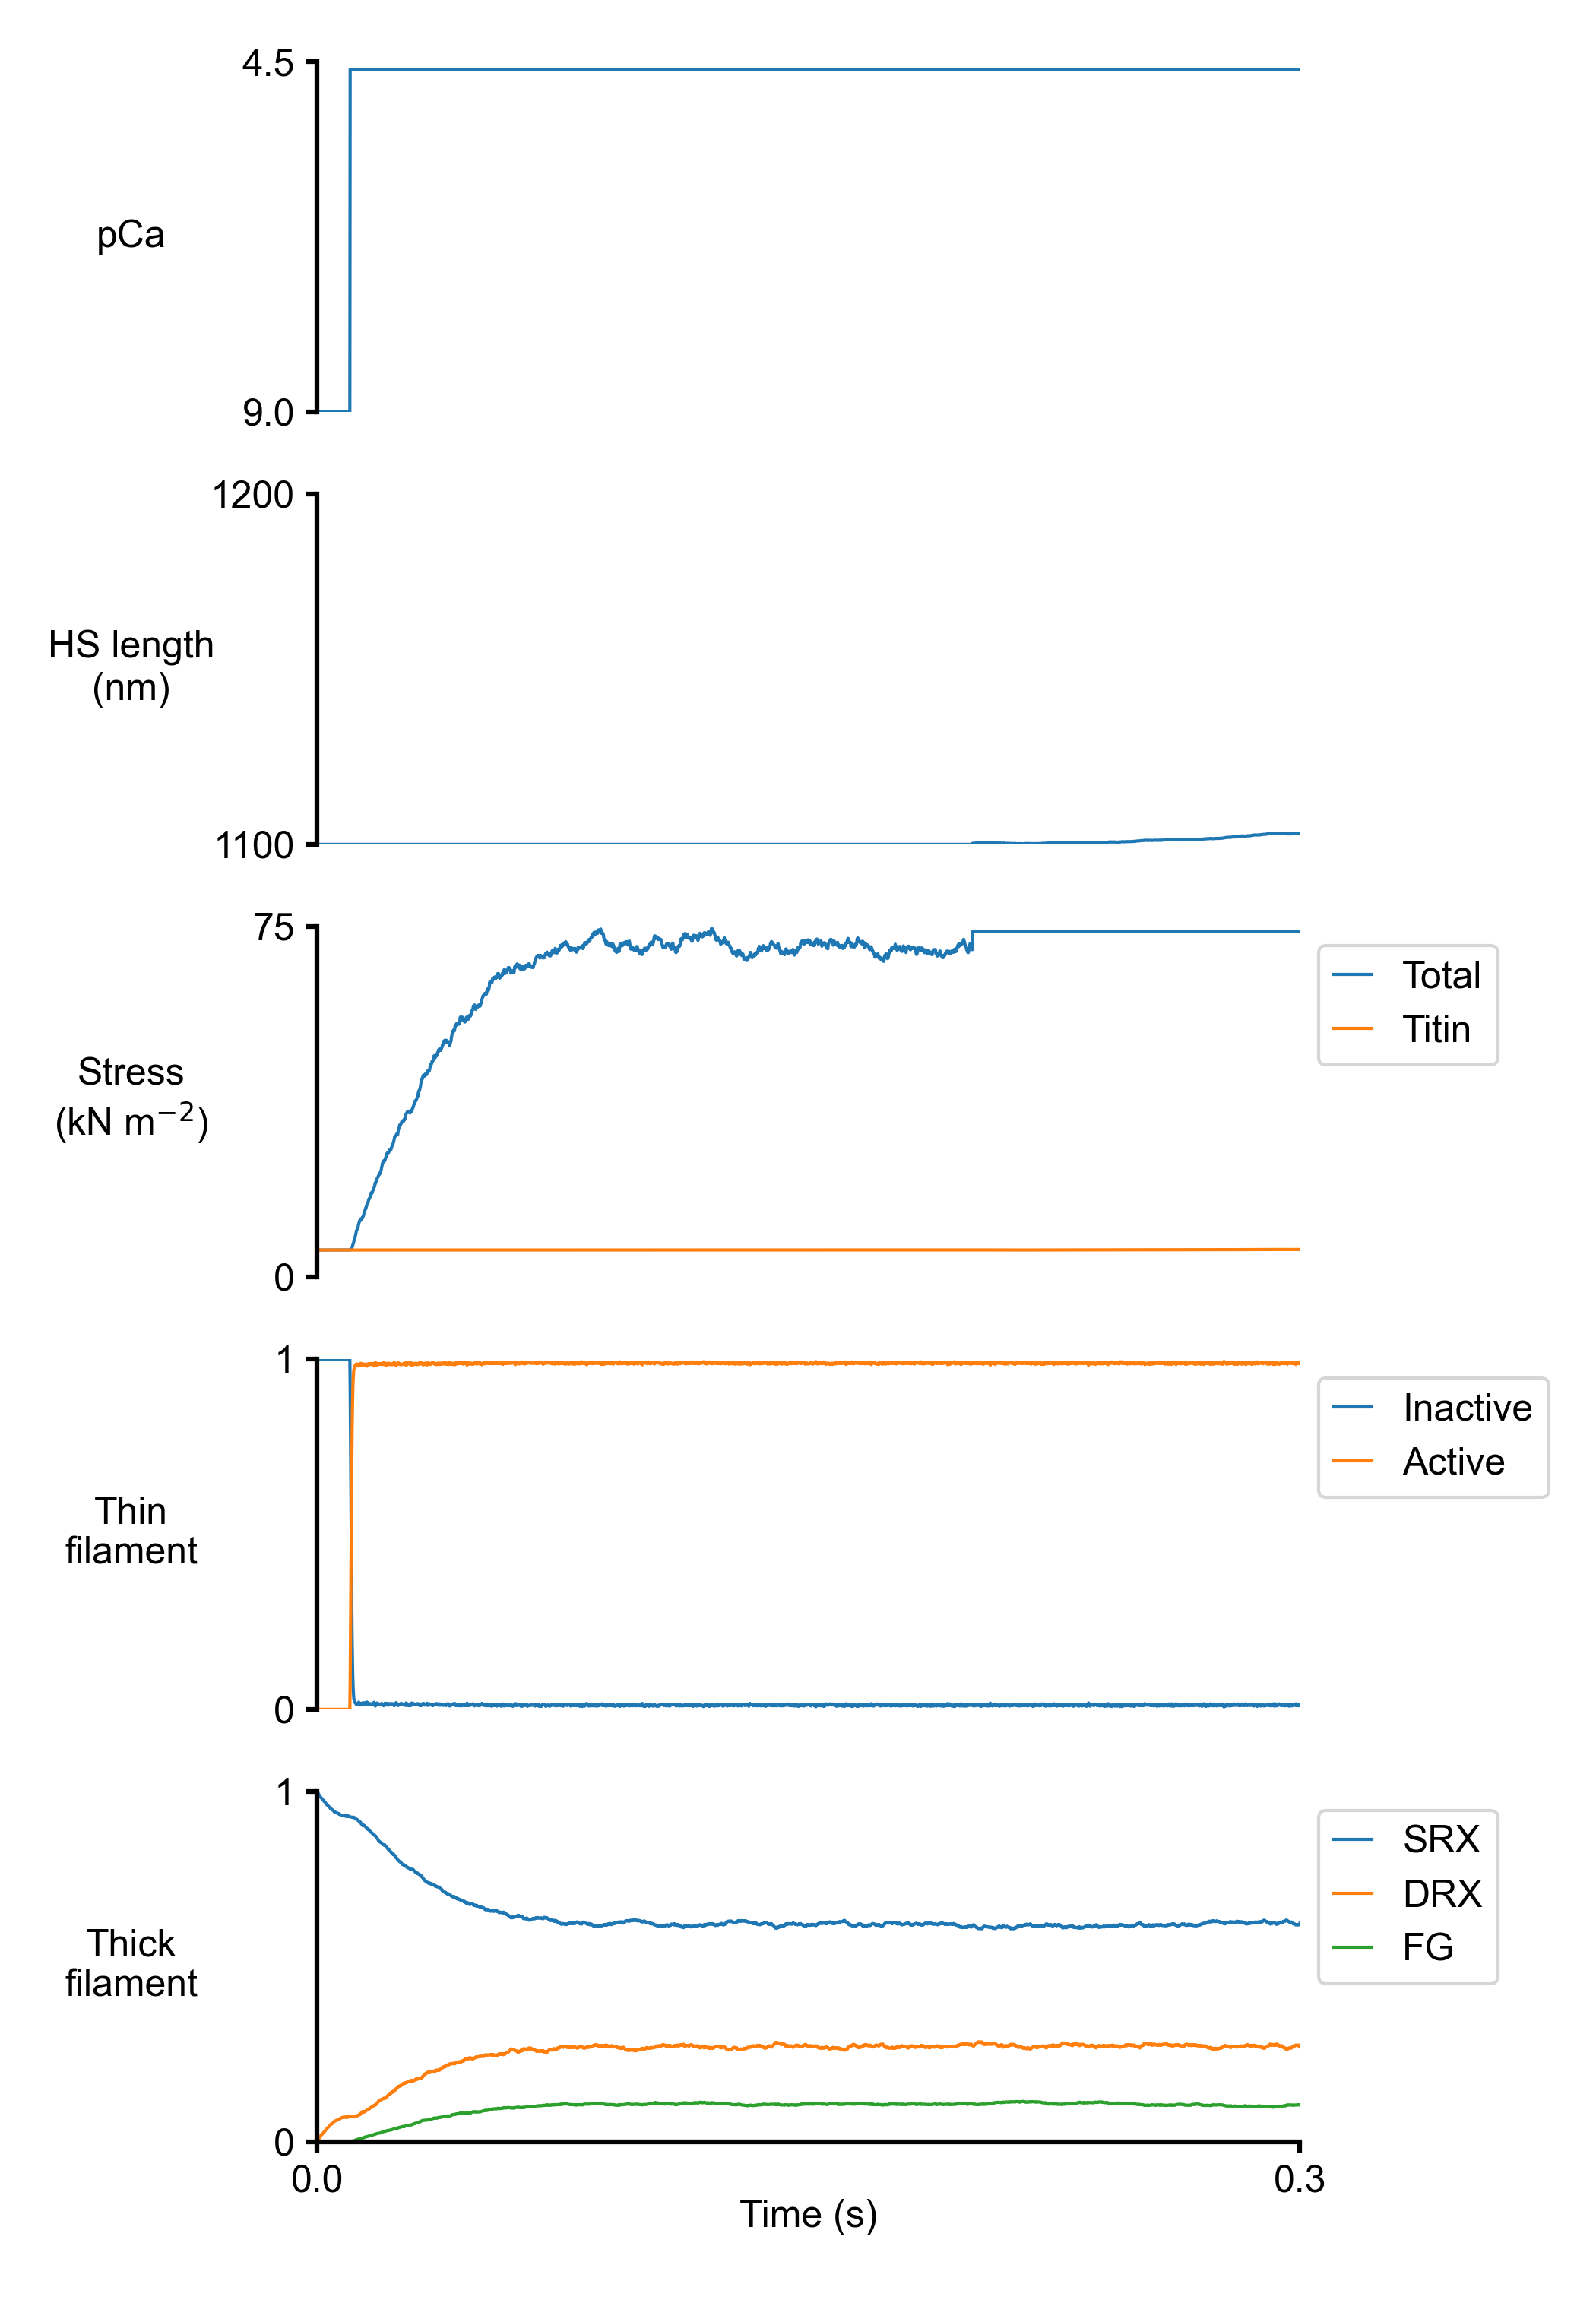 4.5
pCa
9.0
1200
HS length
(nm)
1100
75
Total
Titin
Stress
(kN m⁻²)
0
1
Inactive
Active
Thin
filament
0
1
SRX
DRX
FG
Thick
filament
0
0.0
0.3
Time (s)